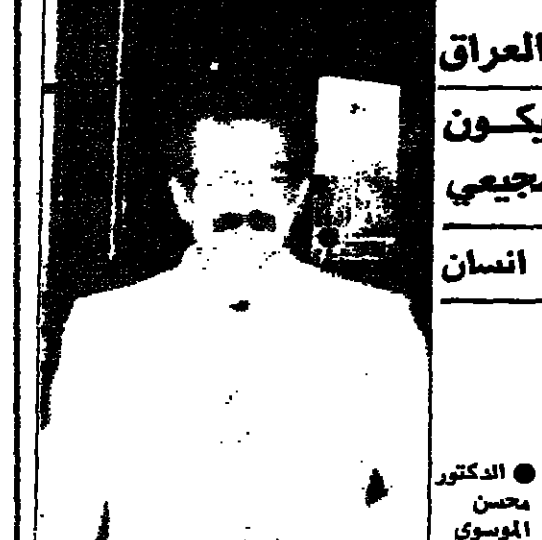 العراق
يكـون
جيعي
انسان
● الدكتور
محسن
الموسوي